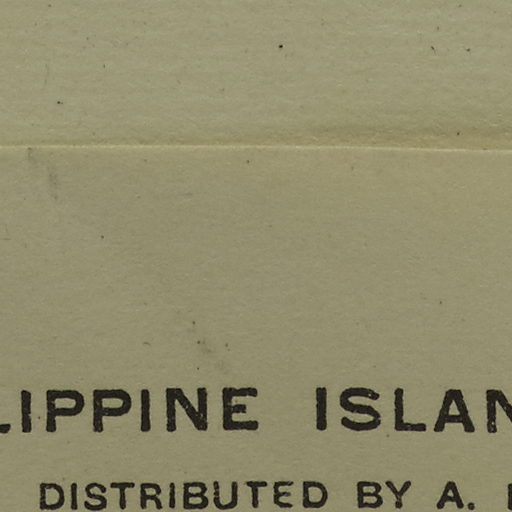 LIPPINE ISLAN
DISTRIBUTED BY A.